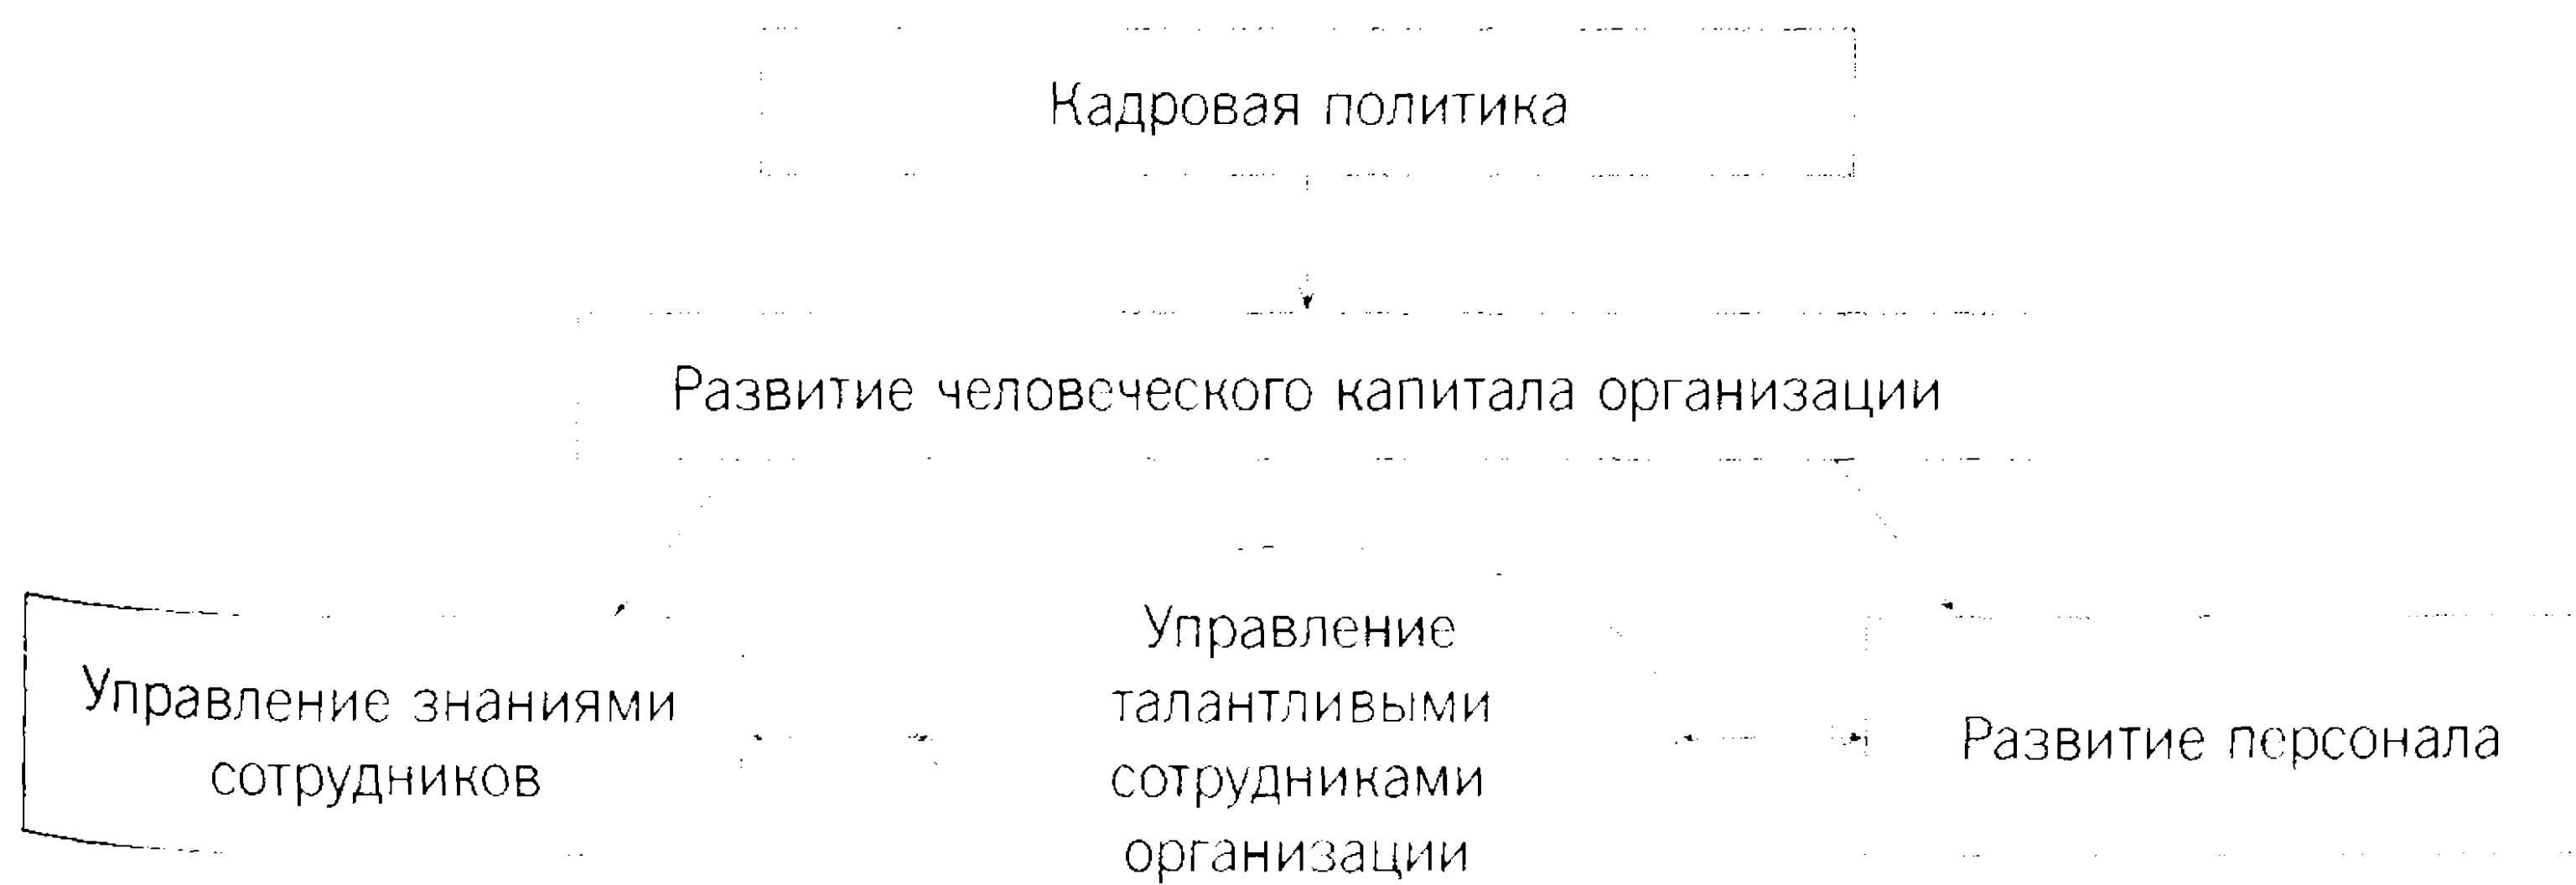 Кадровая политика
Развитие человеческого капитала организации
Управление знаниями
сотрудников
Управление
талантливыми
сотрудниками
организации
Развитие персонала